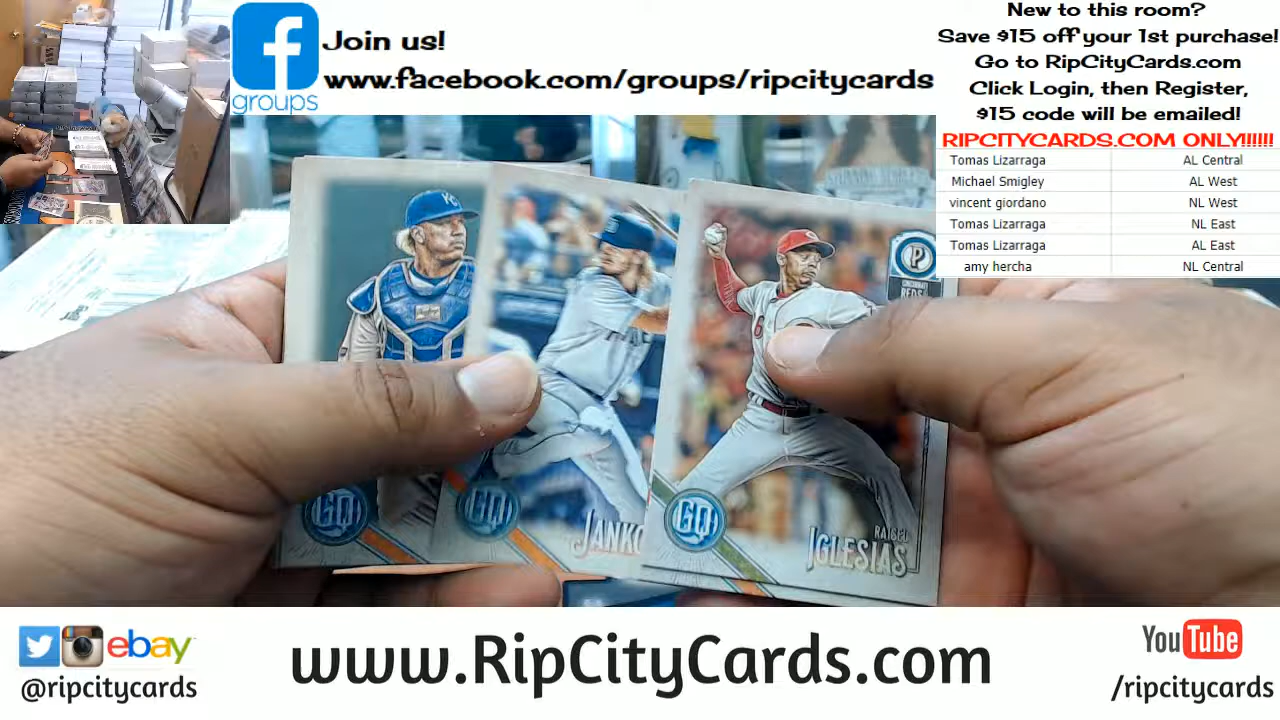 f
groups
Join us!
www.facebook.com/groups/ripcitycards
New to this room?
Save $15 off your 1st purchase!
Go to RipCityCards.com
Click Login, then Register,
$15 code will be emailed!
RIPCITYCARDS.COM ONLY!!!!!!
Tomas Lizarraga AL Central
Michael Smigley AL West
vincent giordano NL West
Tomas Lizarraga NL East
Tomas Lizarraga AL East
amy hercha NL Central
KC
P
CINCINNATI
REDS
GQ
GQ
JANKO
GQ
RAISEL
IGLESIAS
ebay
@ripcitycards
www.RipCityCards.com
YouTube
/ripcitycards